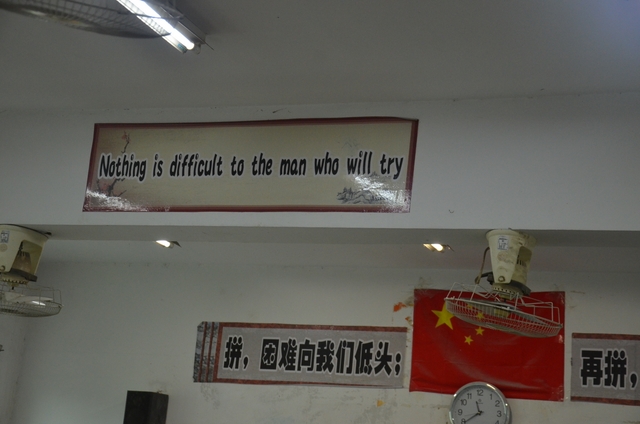 Nothing is difficult to the man who will try
拼，困难向我们低头；
再拼，